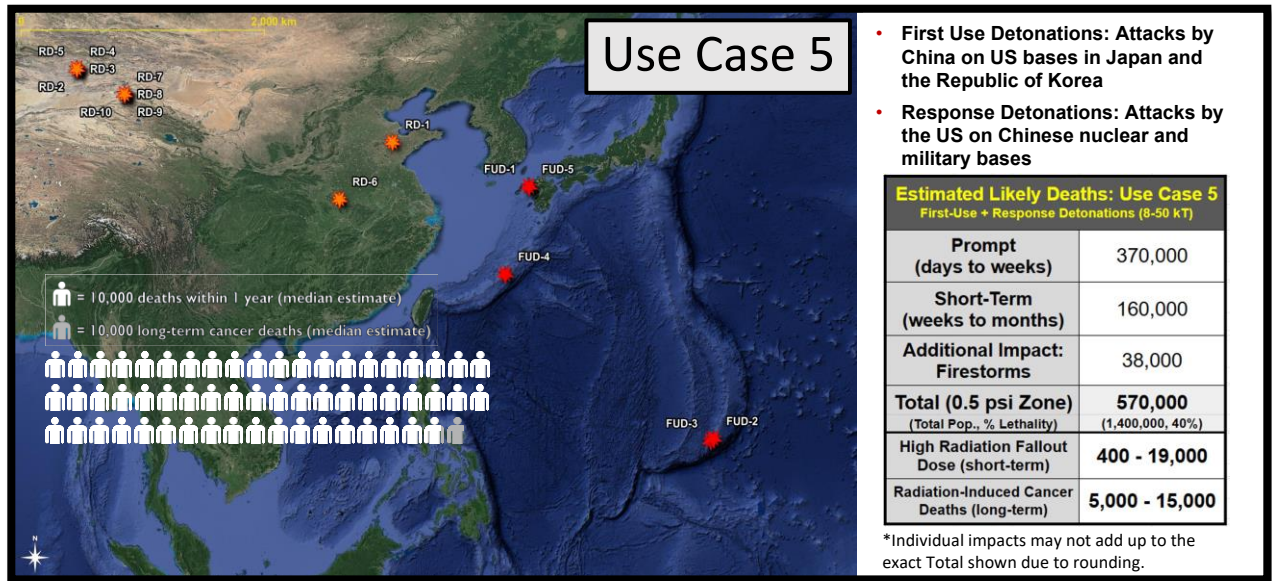 0 2,000 km
Use Case 5
RD-5 RD-4
RD-3
RD-2
RD-7
RD-8
RD-10 RD-9
RD-1
RD-6
FUD-1 FUD-5
FUD-4
FUD-3 FUD-2
= 10,000 deaths within 1 year (median estimate)
= 10,000 long-term cancer deaths (median estimate)
N
• First Use Detonations: Attacks by
China on US bases in Japan and
the Republic of Korea
• Response Detonations: Attacks by
the US on Chinese nuclear and
military bases
Estimated Likely Deaths: Use Case 5
First-Use + Response Detonations (8-50 kT)
Prompt
(days to weeks) 370,000
Short-Term
(weeks to months) 160,000
Additional Impact:
Firestorms 38,000
Total (0.5 psi Zone) 570,000
(Total Pop., % Lethality) (1,400,000, 40%)
High Radiation Fallout
Dose (short-term) 400 - 19,000
Radiation-Induced Cancer
Deaths (long-term) 5,000 - 15,000
*Individual impacts may not add up to the
exact Total shown due to rounding.